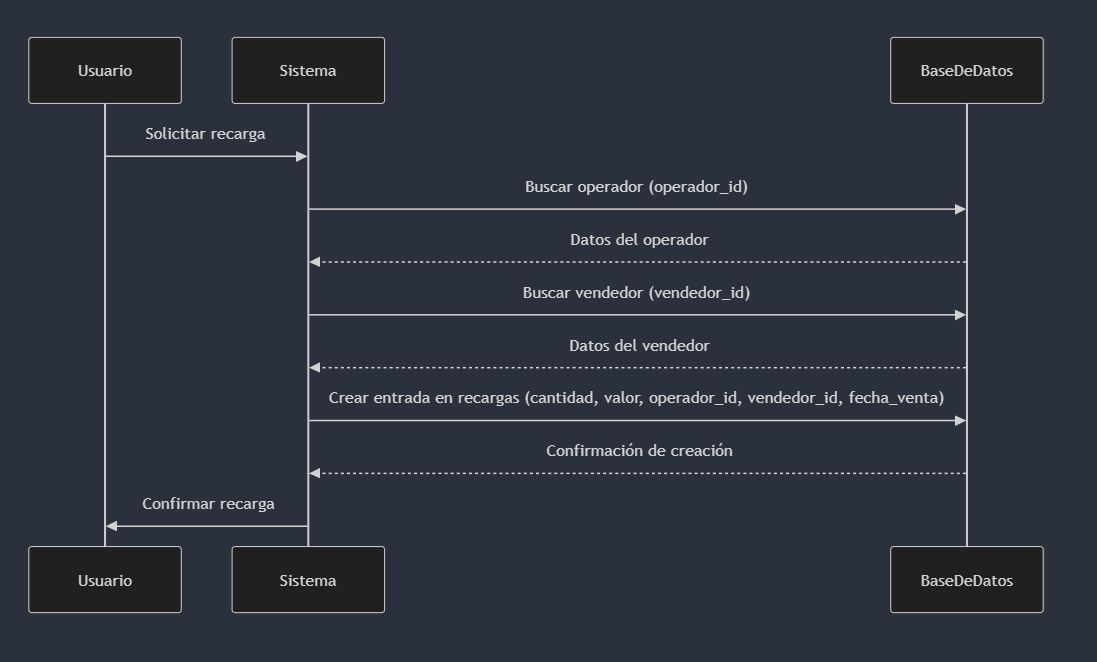 Usuario
Sistema
BaseDeDatos
Solicitar recarga
Buscar operador (operador_id)
Datos del operador
Buscar vendedor (vendedor_id)
Datos del vendedor
Crear entrada en recargas (cantidad, valor, operador_id, vendedor_id, fecha_venta)
Confirmación de creación
Confirmar recarga
Usuario
Sistema
BaseDeDatos